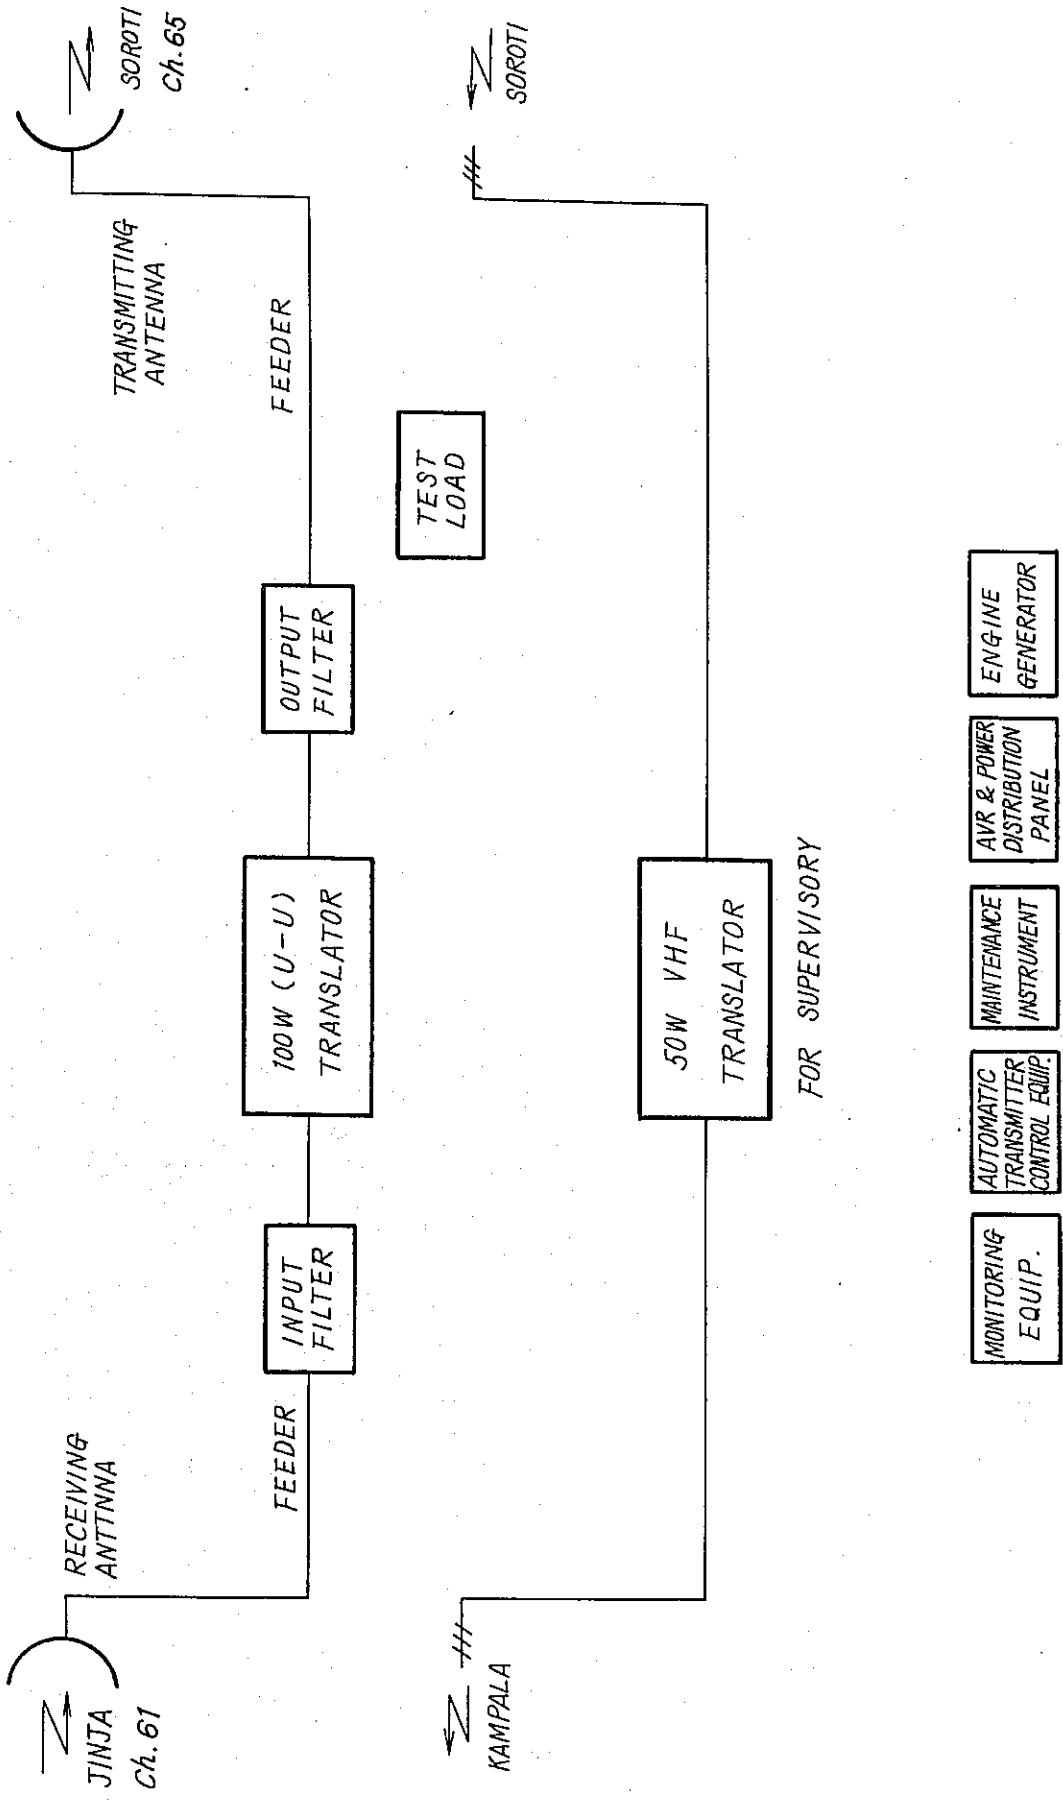 JINJA
Ch.61
RECEIVING
ANTTNNA
FEEDER
INPUT
FILTER
100W (U-U)
TRANSLATOR
OUTPUT
FILTER
FEEDER
TRANSMITTING
ANTENNA
SOROTI
Ch.65
TEST
LOAD
KAMPALA
50W VHF
TRANSLATOR
FOR SUPERVISORY
SOROTI
MONITORING
EQUIP.
AUTOMATIC
TRANSMITTER
CONTROL EQUIP.
MAINTENANCE
INSTRUMENT
AVR & POWER
DISTRIBUTION
PANEL
ENGINE
GENERATOR